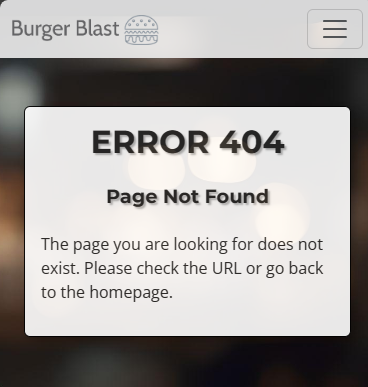 Burger Blast
ERROR 404
Page Not Found
The page you are looking for does not
exist. Please check the URL or go back
to the homepage.